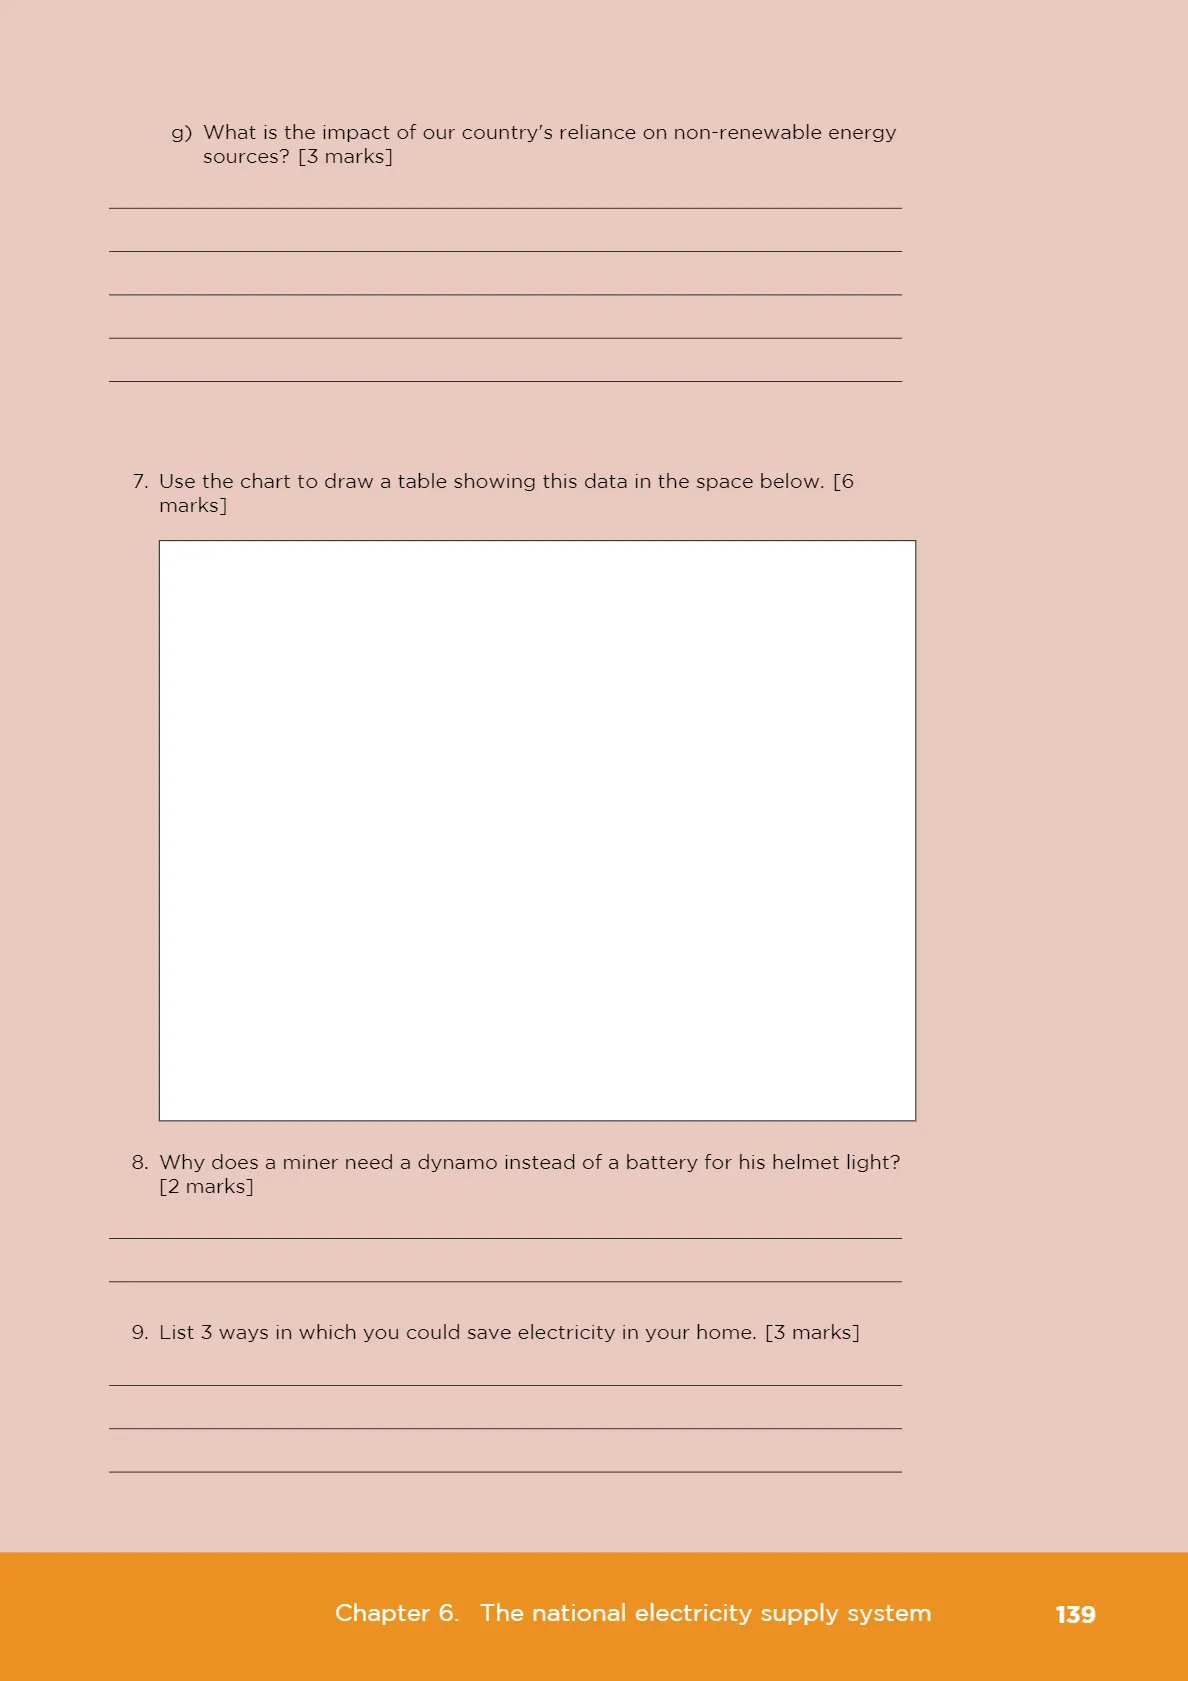 g) What is the impact of our country's reliance on non-renewable energy
sources? [3 marks]
7. Use the chart to draw a table showing this data in the space below. [6
marks]
8. Why does a miner need a dynamo instead of a battery for his helmet light?
[2 marks]
9. List 3 ways in which you could save electricity in your home. [3 marks]
Chapter 6. The national electricity supply system 139